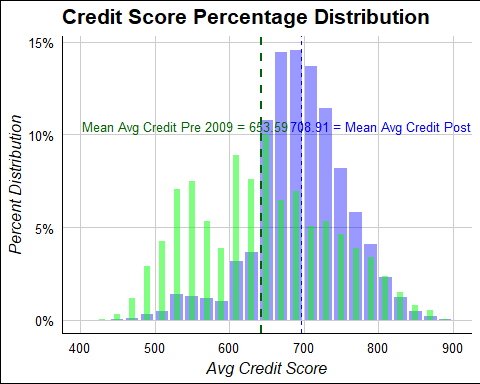 Credit Score Percentage Distribution
15%
Mean Avg Credit Pre 2009 = 653.59
708.91 = Mean Avg Credit Post
10%
5%
0%
Percent Distribution
400 500 600 700 800 900
Avg Credit Score